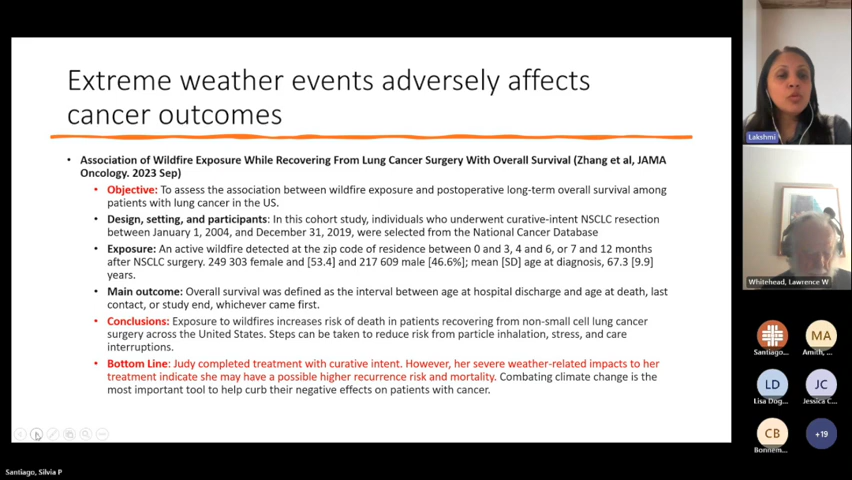 Extreme weather events adversely affects
cancer outcomes
• Association of Wildfire Exposure While Recovering From Lung Cancer Surgery With Overall Survival (Zhang et al, JAMA
Oncology. 2023 Sep)
• Objective: To assess the association between wildfire exposure and postoperative long-term overall survival among
patients with lung cancer in the US.
• Design, setting, and participants: In this cohort study, individuals who underwent curative-intent NSCLC resection
between January 1, 2004, and December 31, 2019, were selected from the National Cancer Database
• Exposure: An active wildfire detected at the zip code of residence between 0 and 3, 4 and 6, or 7 and 12 months
after NSCLC surgery. 249 303 female and [53.4] and 217 609 male [46.6%]; mean [SD] age at diagnosis, 67.3 [9.9]
years.
• Main outcome: Overall survival was defined as the interval between age at hospital discharge and age at death, last
contact, or study end, whichever came first.
• Conclusions: Exposure to wildfires increases risk of death in patients recovering from non-small cell lung cancer
surgery across the United States. Steps can be taken to reduce risk from particle inhalation, stress, and care
interruptions.
• Bottom Line: Judy completed treatment with curative intent. However, her severe weather-related impacts to her
treatment indicate she may have a possible higher recurrence risk and mortality. Combating climate change is the
most important tool to help curb their negative effects on patients with cancer.
Lakshmi
Whitehead, Lawrence W
Santiago...
MA
Amith, ...
LD
Lisa Dog...
JC
Jessica C...
CB
Bonnem...
+19
Santiago, Silvia P